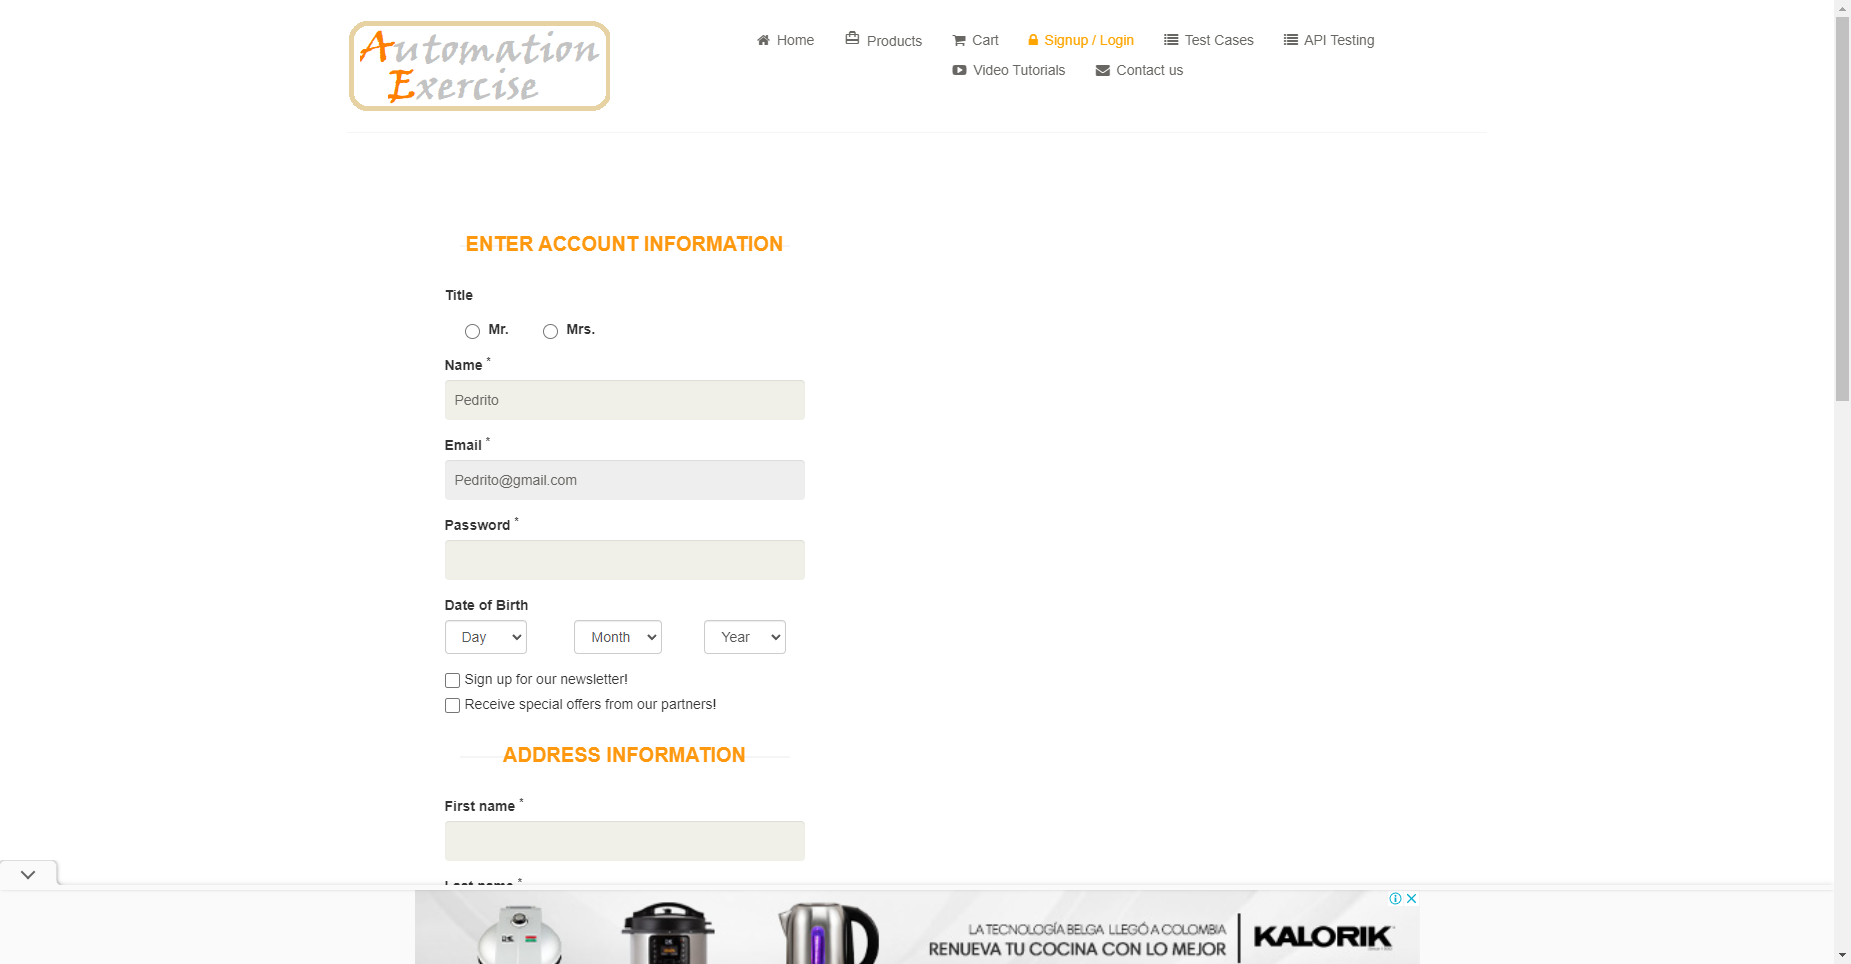 Automation
Exercise
Home
Products
Cart
Signup / Login
Test Cases
API Testing
Video Tutorials
Contact us
ENTER ACCOUNT INFORMATION
Title
Mr.
Mrs.
Name *
Pedrito
Email *
Pedrito@gmail.com
Password *
Date of Birth
Day
Month
Year
Sign up for our newsletter!
Receive special offers from our partners!
ADDRESS INFORMATION
First name *
Last name *
LA TECNOLOGÍA BELGA LLEGÓ A COLOMBIA
RENUEVA TU COCINA CON LO MEJOR
KALORIK